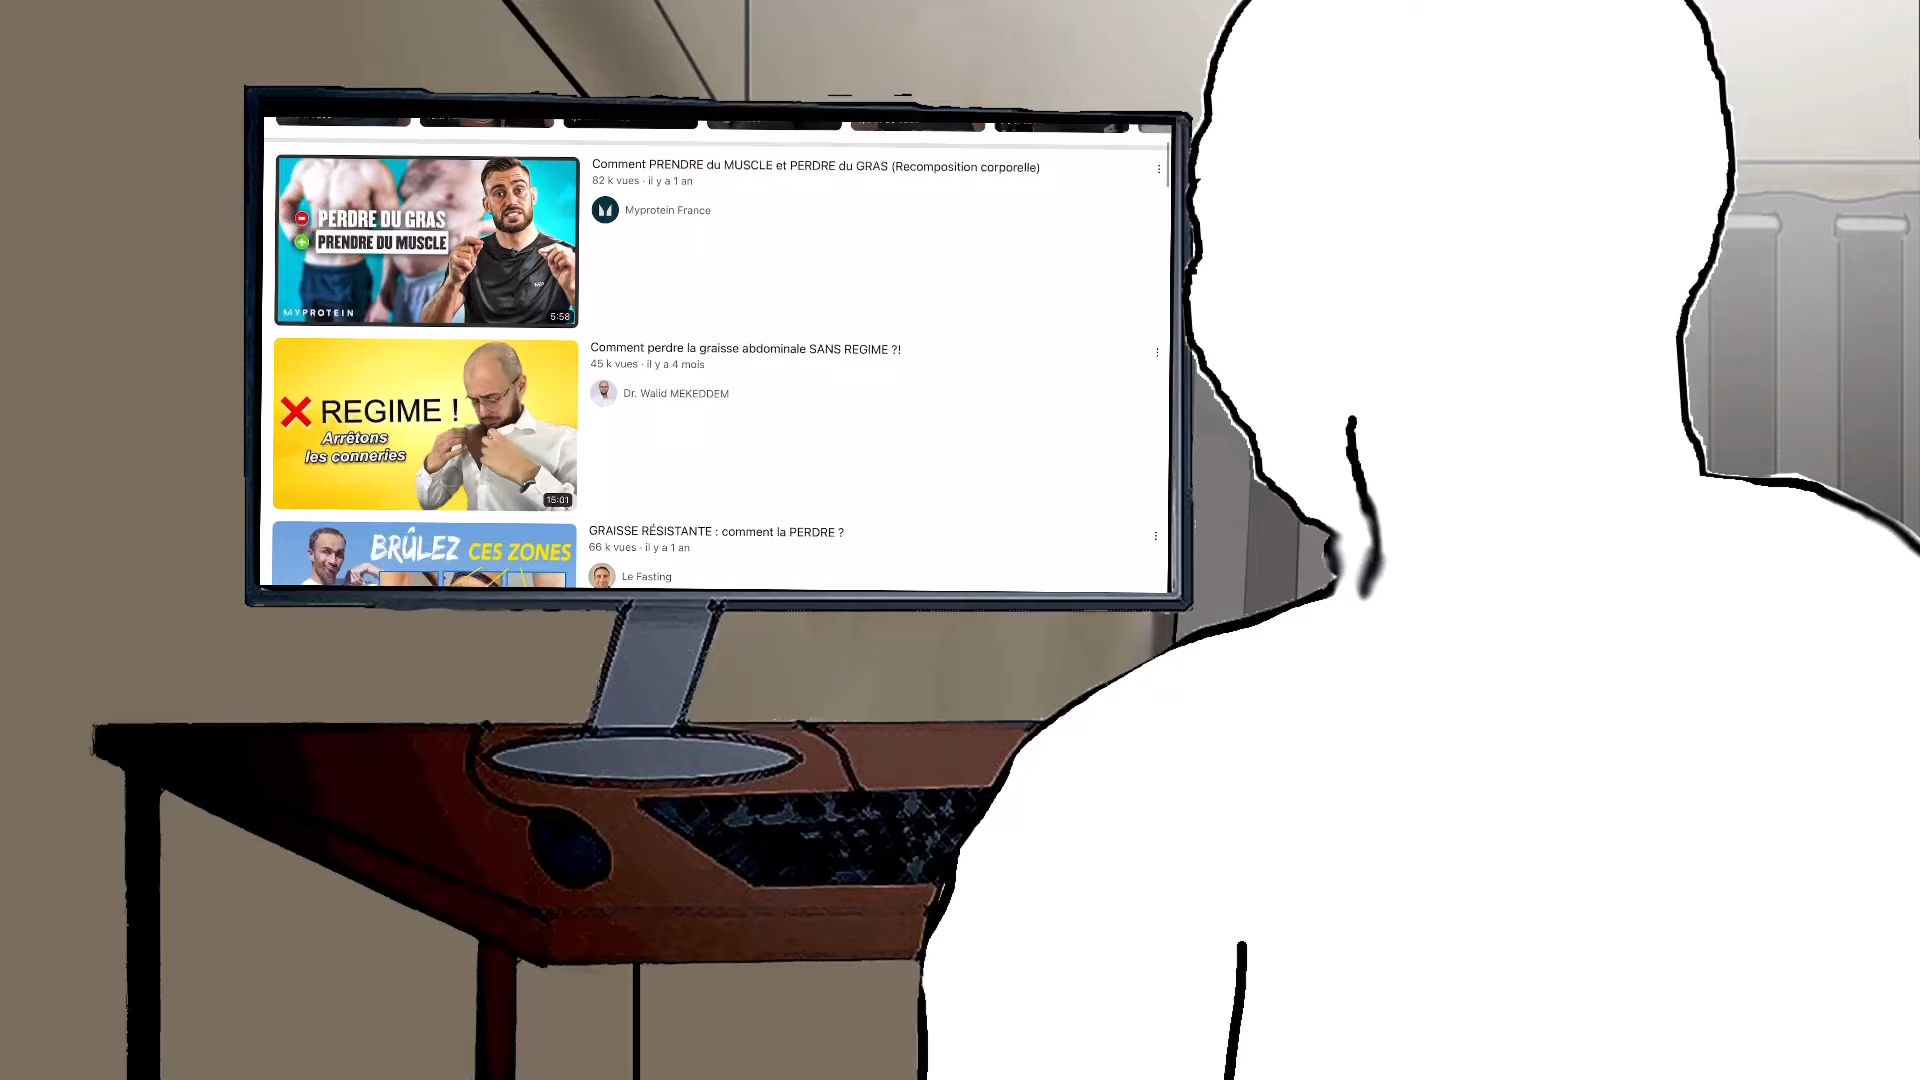 Comment PRENDRE du MUSCLE et PERDRE du GRAS (Recomposition corporelle)
82 k vues · il y a 1 an
Myprotein France
PERDRE DU GRAS
PRENDRE DU MUSCLE
MP
MYPROTEIN
5:58
Comment perdre la graisse abdominale SANS REGIME ?!
45 k vues · il y a 4 mois
Dr. Walid MEKEDDEM
REGIME !
Arrêtons
les conneries
15:01
GRAISSE RÉSISTANTE : comment la PERDRE ?
66 k vues · il y a 1 an
Le Fasting
BRÛLEZ CES ZONES